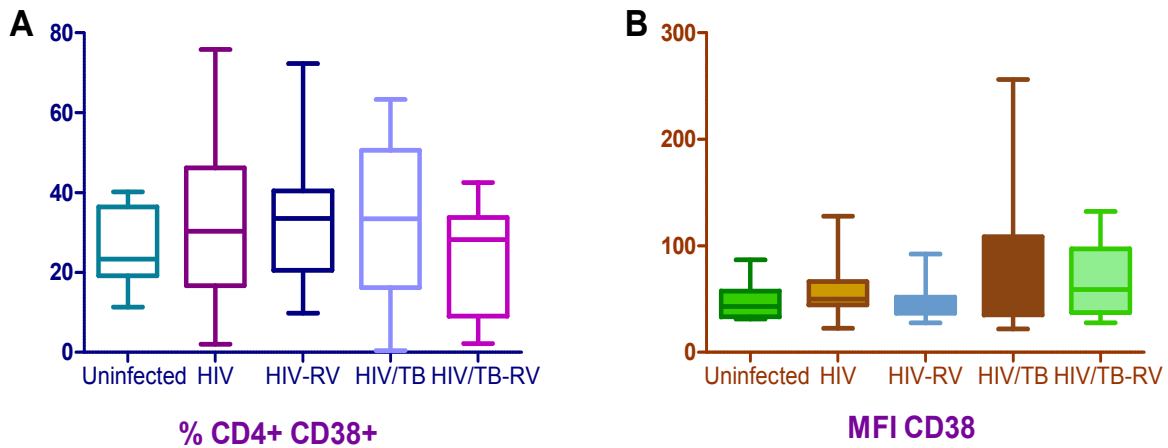 A
80
60
40
20
0
Uninfected HIV HIV-RV HIV/TB HIV/TB-RV
% CD4+ CD38+
B
300
200
100
0
Uninfected HIV HIV-RV HIV/TB HIV/TB-RV
MFI CD38